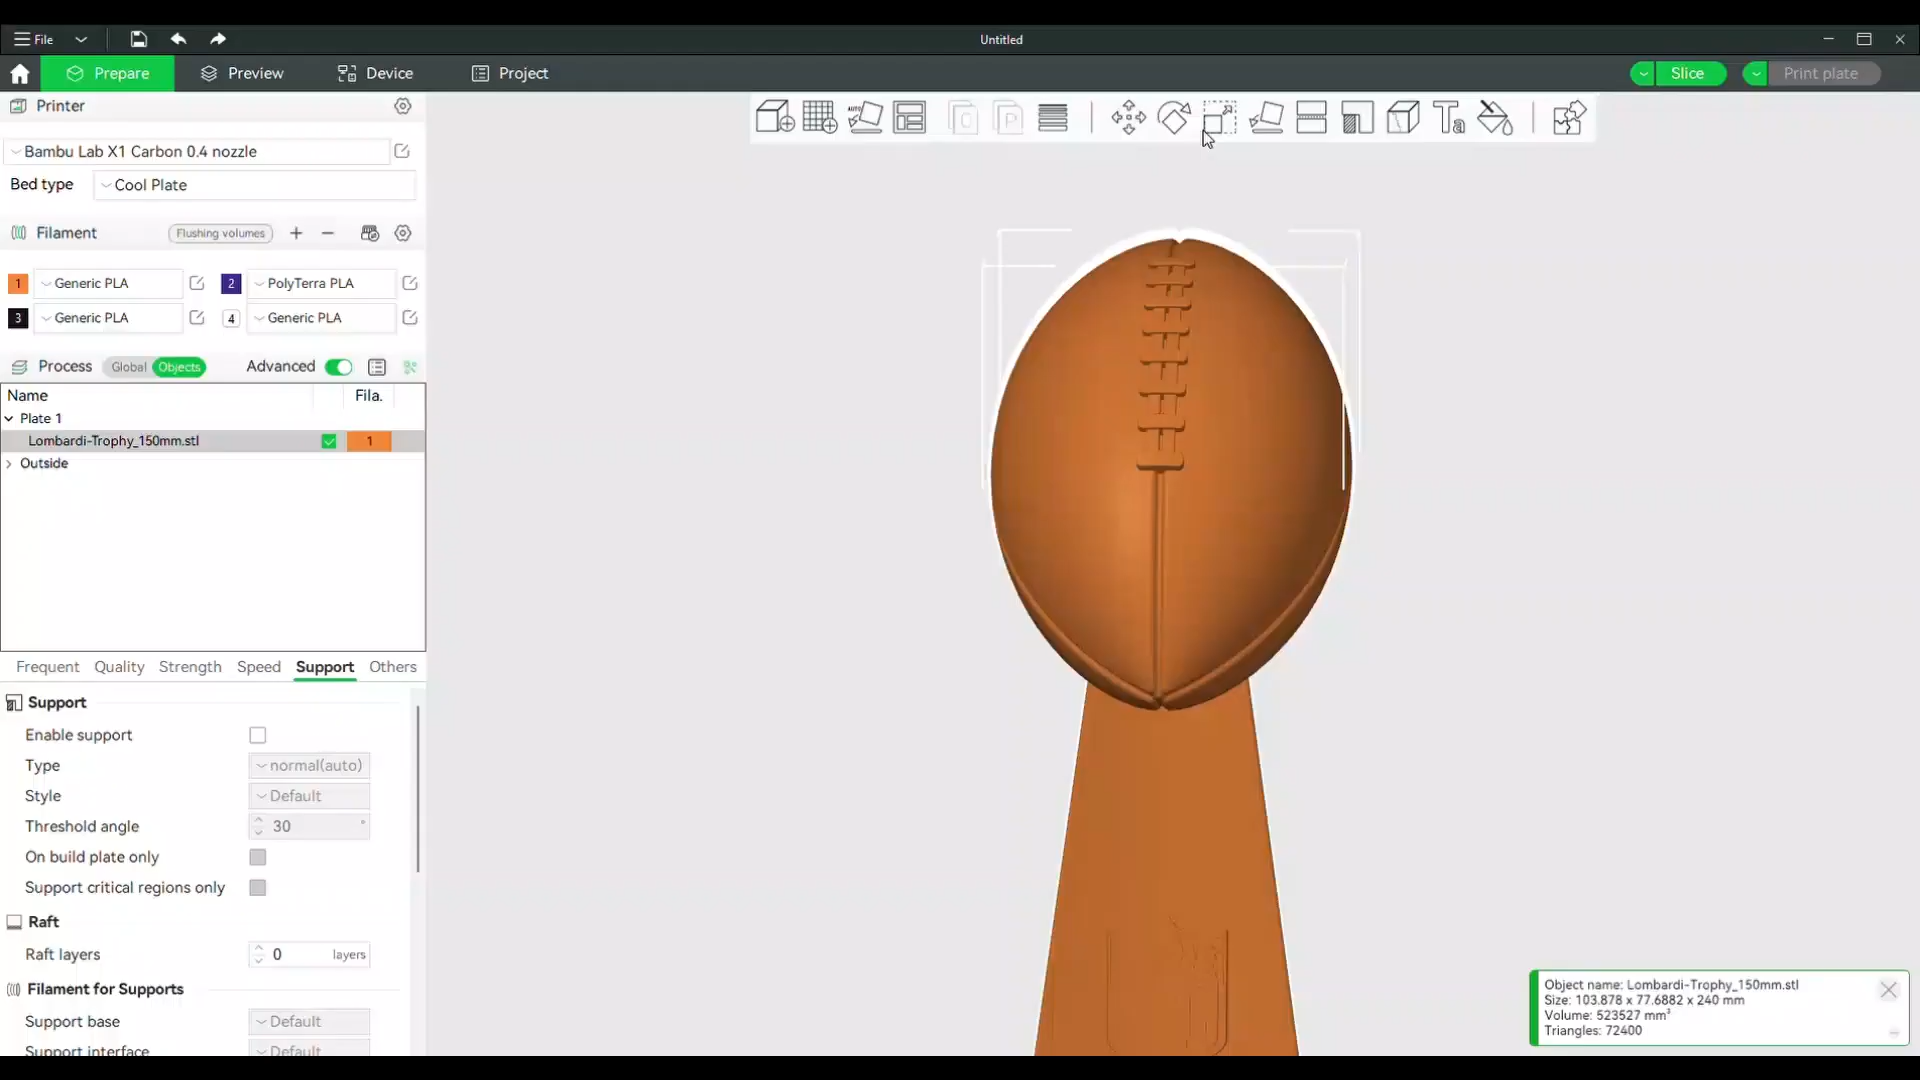 File
Untitled
Prepare
Preview
Device
Project
Slice
Print plate
Printer
Bambu Lab X1 Carbon 0.4 nozzle
Bed type
Cool Plate
Filament
Flushing volumes
1
Generic PLA
2
PolyTerra PLA
3
Generic PLA
4
Generic PLA
Process
Global
Objects
Advanced
Name
Fila.
Plate 1
Lombardi-Trophy_150mm.stl
1
Outside
Frequent
Quality
Strength
Speed
Support
Others
Support
Enable support
Type
normal(auto)
Style
Default
Threshold angle
30
°
On build plate only
Support critical regions only
Raft
Raft layers
0
layers
Filament for Supports
Support base
Default
Support interface
Default
AUTO
C
P
Ta
Object name: Lombardi-Trophy_150mm.stl
Size: 103.878 x 77.6882 x 240 mm
Volume: 523527 mm³
Triangles: 72400